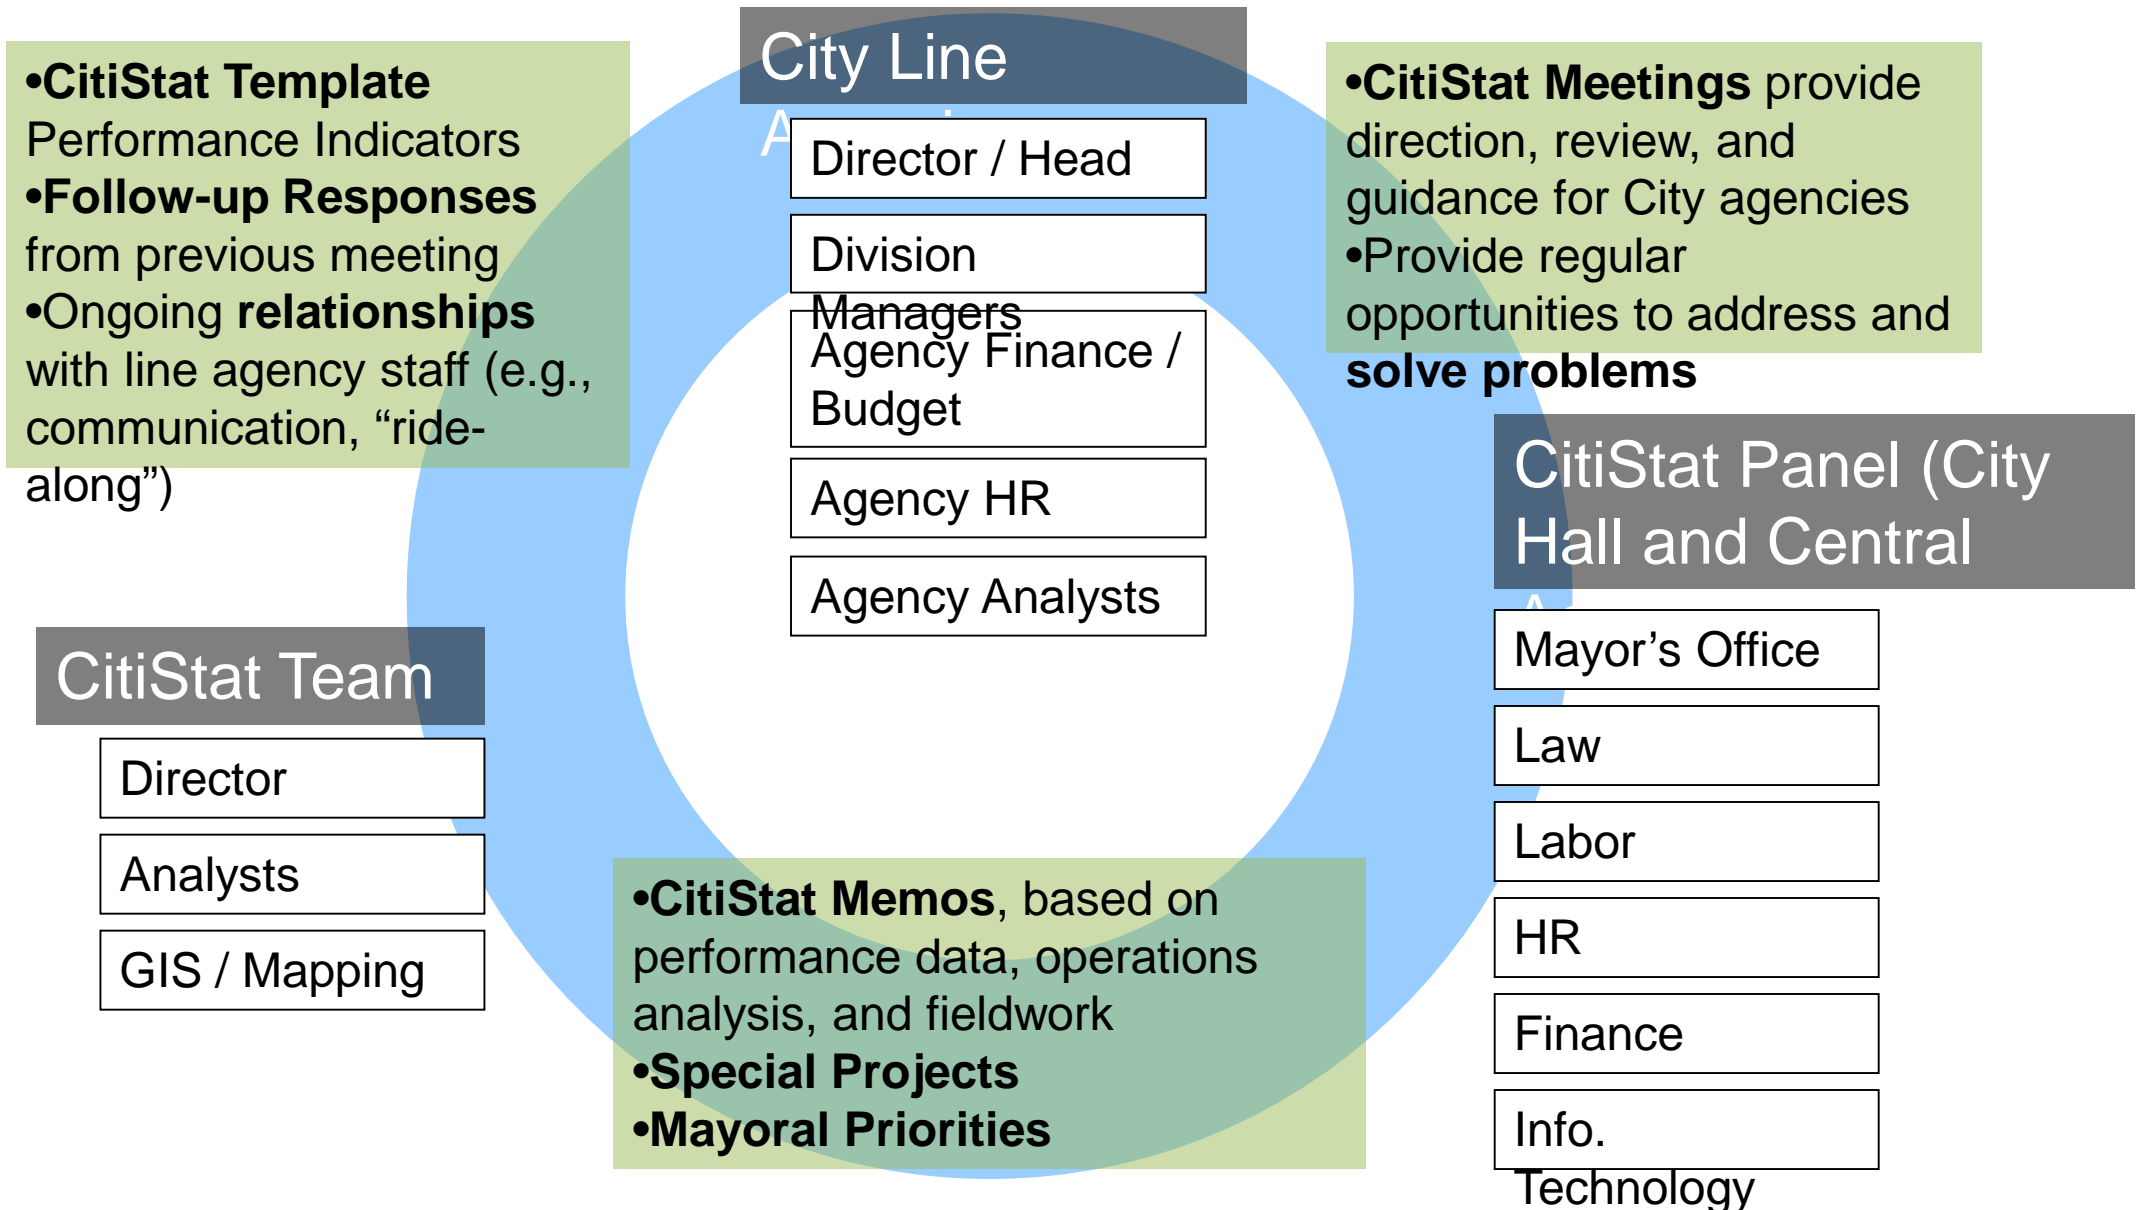 •CitiStat Template
Performance Indicators
•Follow-up Responses
from previous meeting
•Ongoing relationships
with line agency staff (e.g.,
communication, “ride-
along”)
City Line
Director / Head
Division
Managers
Agency Finance /
Budget
Agency HR
Agency Analysts
•CitiStat Meetings provide
direction, review, and
guidance for City agencies
•Provide regular
opportunities to address and
solve problems
CitiStat Panel (City
Hall and Central
Mayor’s Office
Law
Labor
HR
Finance
Info.
Technology
CitiStat Team
Director
Analysts
GIS / Mapping
•CitiStat Memos, based on
performance data, operations
analysis, and fieldwork
•Special Projects
•Mayoral Priorities